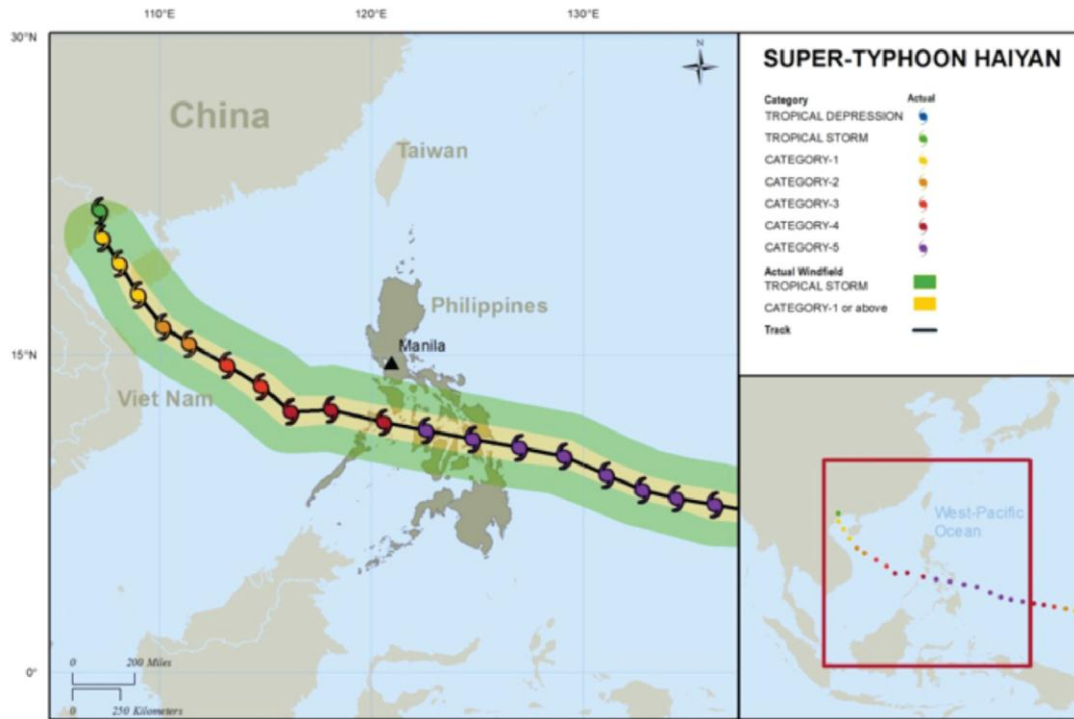 110°E 120°E 130°E
30°N
N
China
Taiwan
Philippines
Manila
15°N
Viet Nam
0°
0 200 Miles
0 250 Kilometers
SUPER-TYPHOON HAIYAN
Category Actual
TROPICAL DEPRESSION
TROPICAL STORM
CATEGORY-1
CATEGORY-2
CATEGORY-3
CATEGORY-4
CATEGORY-5
Actual Windfield
TROPICAL STORM
CATEGORY-1 or above
Track
West-Pacific
Ocean